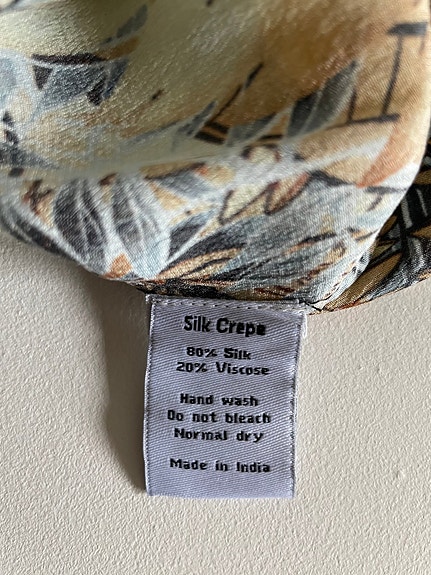 Silk Crepe
80% Silk
20% Viscose
Hand wash
Do not bleach
Normal dry
Made in India